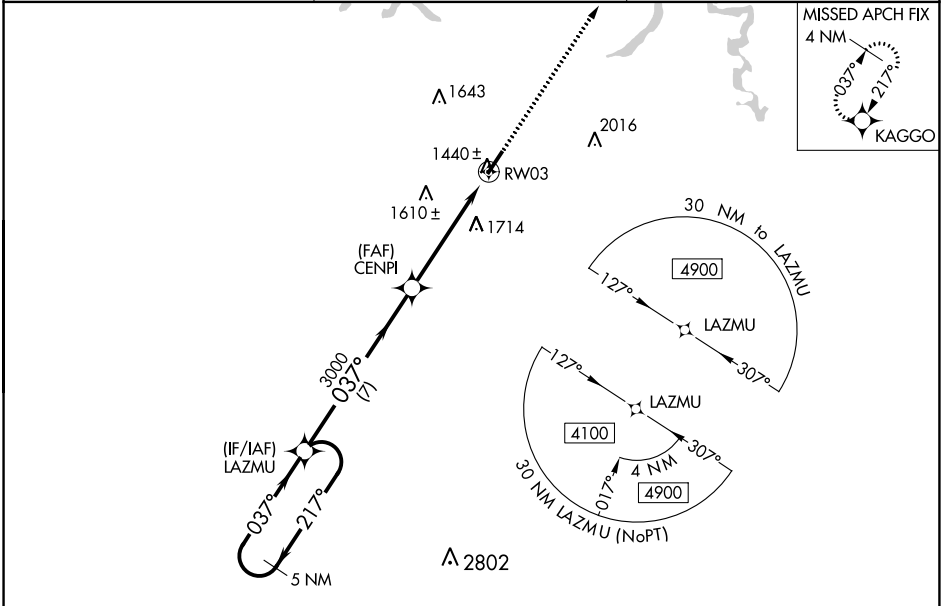 MISSED APCH FIX
4 NM
037°
217°
KAGGO
1643
2016
1440 ±
RW03
1610 ±
1714
(FAF)
CENPI
30 NM to LAZMU
4900
127°
LAZMU
307°
3000
037°
(7)
127°
LAZMU
4100
307°
4 NM
017°
4900
30 NM LAZMU (NoPT)
(IF/IAF)
LAZMU
037°
217°
5 NM
2802